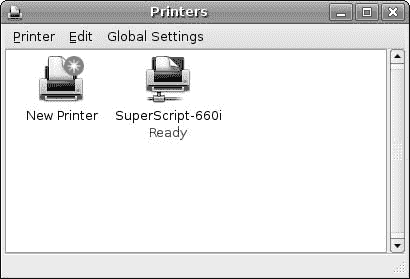 Printers
Printer Edit Global Settings
New Printer
SuperScript-660i
Ready